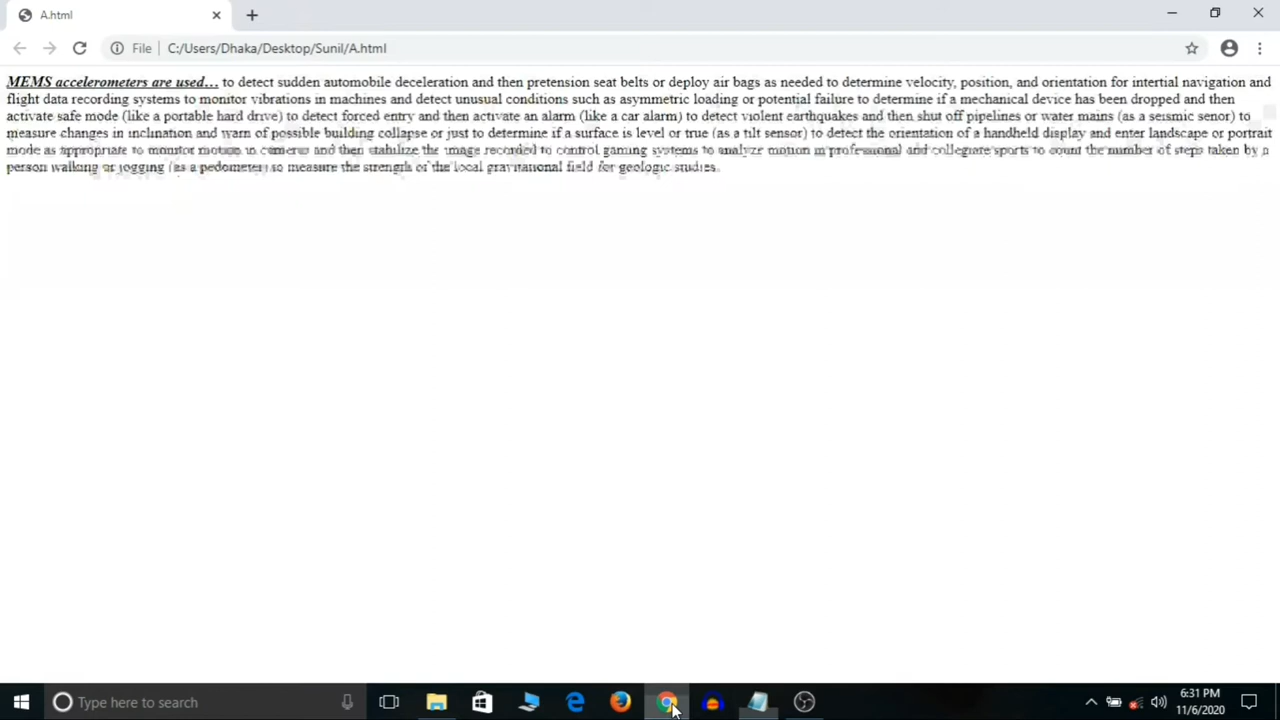 A.html
File C:/Users/Dhaka/Desktop/Sunil/A.html
MEMS accelerometers are used... to detect sudden automobile deceleration and then pretension seat belts or deploy air bags as needed to determine velocity, position, and orientation for intertial navigation and
flight data recording systems to monitor vibrations in machines and detect unusual conditions such as asymmetric loading or potential failure to determine if a mechanical device has been dropped and then
activate safe mode (like a portable hard drive) to detect forced entry and then activate an alarm (like a car alarm) to detect violent earthquakes and then shut off pipelines or water mains (as a seismic senor) to
measure changes in inclination and warn of possible building collapse or just to determine if a surface is level or true (as a tilt sensor) to detect the orientation of a handheld display and enter landscape or portrait
mode as appropriate to monitor motion in cameras and then stabilize the image recorded to control gaming systems to analyze motion in professional and collegiate sports to count the number of steps taken by a
person walking or jogging (as a pedometer) so measure the strength of the local gravitational field for geologic studies.
Type here to search
6:31 PM
11/6/2020